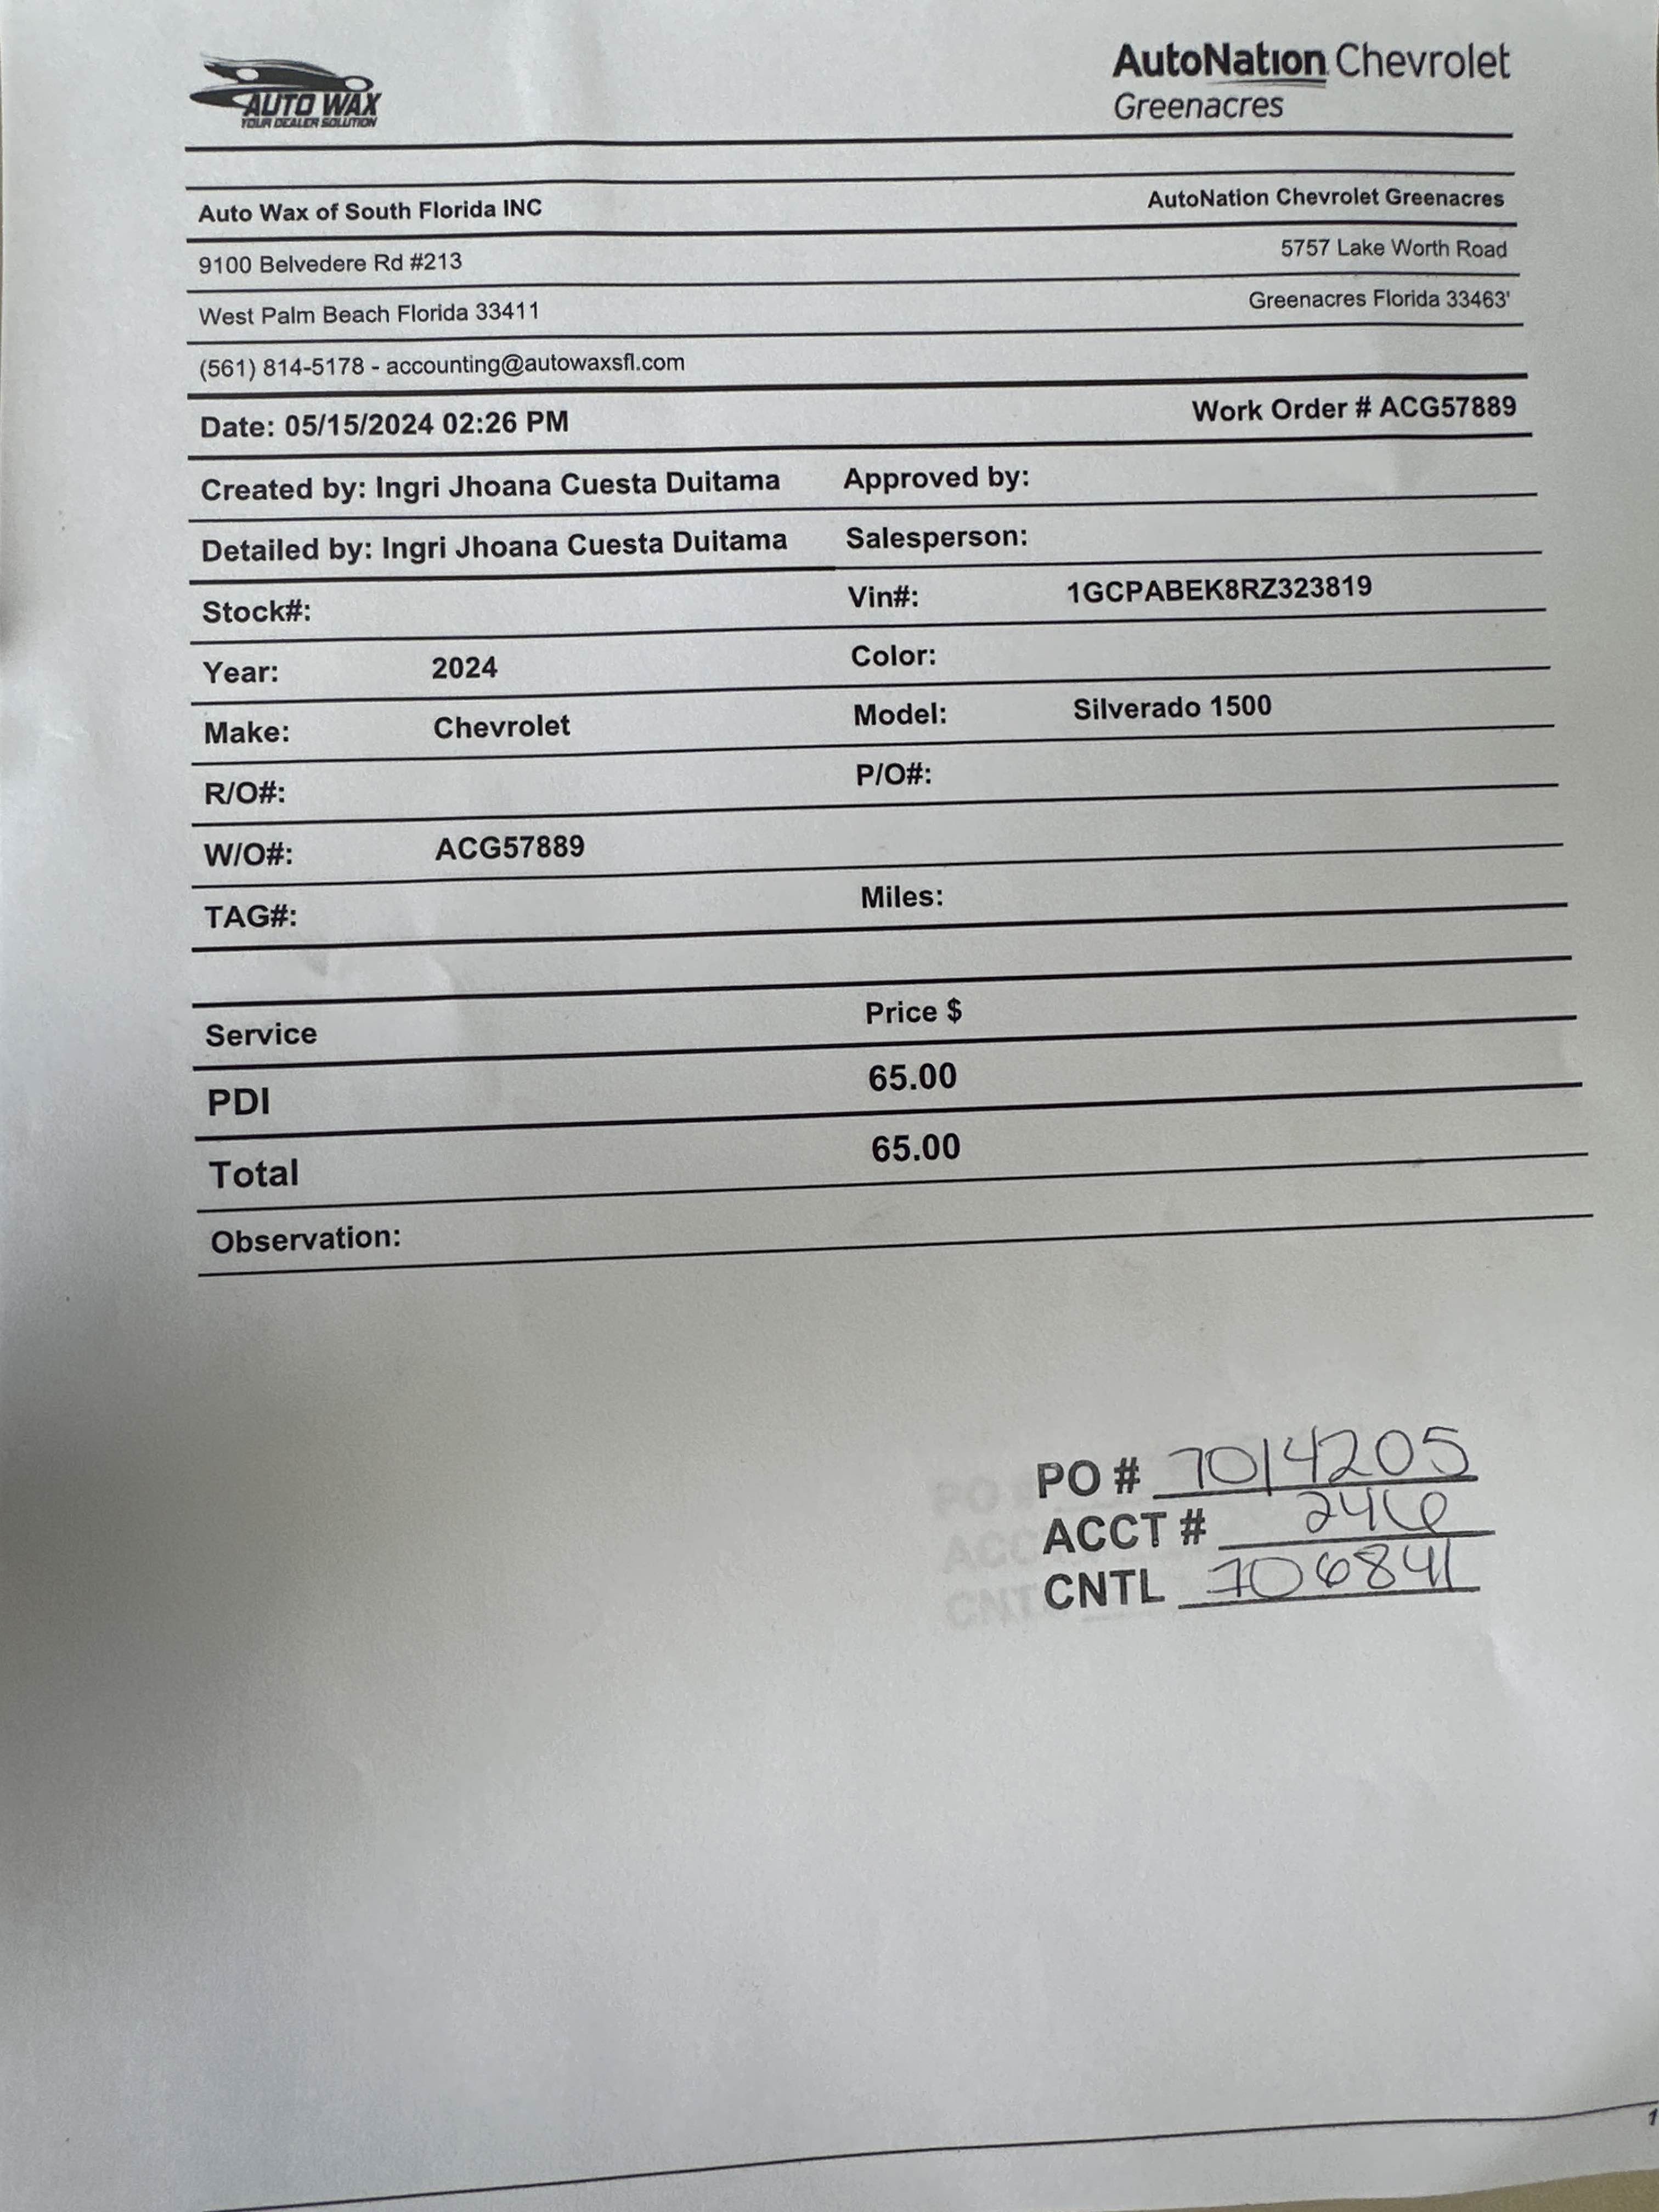 AUTO WAX
YOUR DEALER SOLUTION
AutoNation Chevrolet
Greenacres
Auto Wax of South Florida INC
AutoNation Chevrolet Greenacres
9100 Belvedere Rd #213
5757 Lake Worth Road
West Palm Beach Florida 33411
Greenacres Florida 33463'
(561) 814-5178 - accounting@autowaxsfl.com
Date: 05/15/2024 02:26 PM
Work Order # ACG57889
Created by: Ingri Jhoana Cuesta Duitama
Approved by:
Detailed by: Ingri Jhoana Cuesta Duitama
Salesperson:
Stock#:
Vin#: 1GCPABEK8RZ323819
Year: 2024
Color:
Make: Chevrolet
Model: Silverado 1500
R/O#:
P/O#:
W/O#: ACG57889
TAG#:
Miles:
Service Price $
PDI 65.00
Total 65.00
Observation:
PO # 7014205
ACCT # 246
CNTL 706841
1